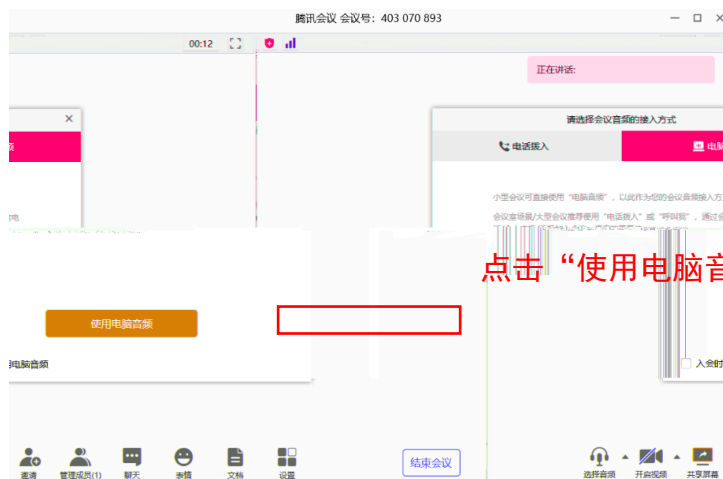 腾讯会议 会议号：403 070 893
00:12
正在讲话:
请选择会议音频的接入方式
电话拨入
电脑
小型会议可直接使用“电脑音频”，以此作为您的会议音频接入方
会议室场景/大型会议推荐使用“电话拨入”或“呼叫我”，通过
点击“使用电脑音
使用电脑音频
电脑音频
入会时
邀请
管理成员(1)
聊天
表情
文档
设置
结束会议
选择音频
开启视频
共享屏幕